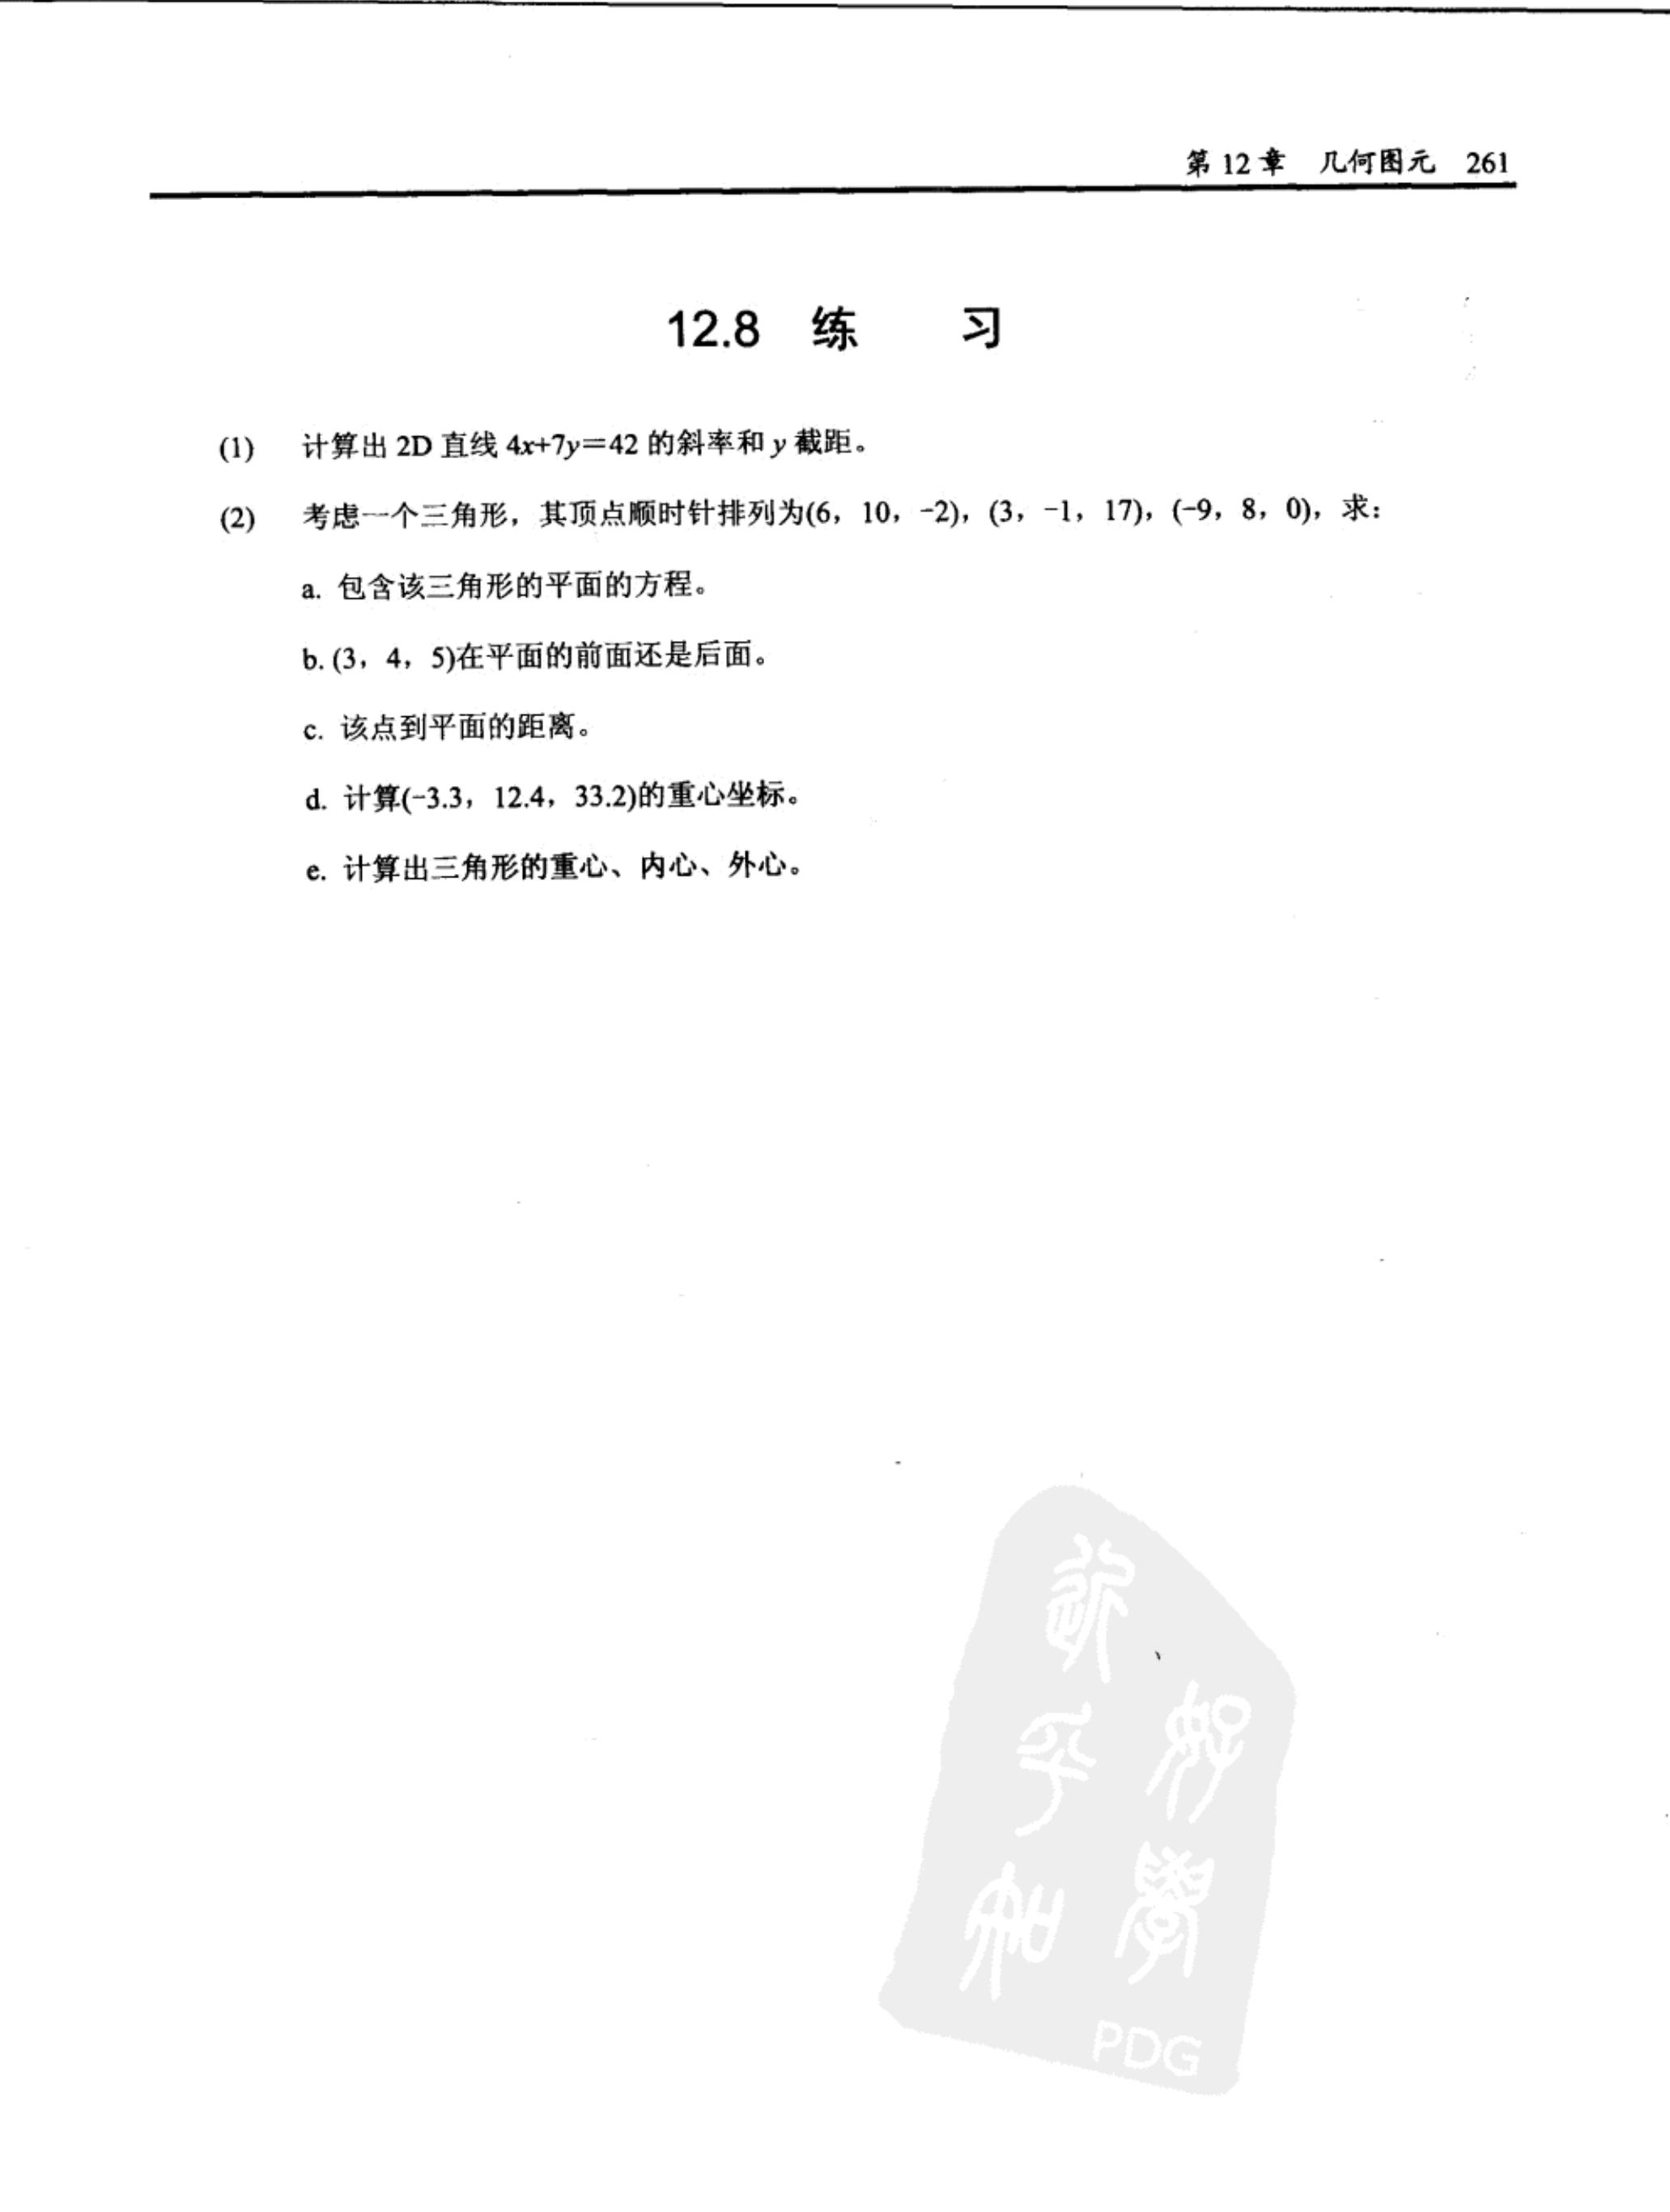 第 12 章 几何图元 261
12.8 练 习
(1) 计算出 2D 直线 4x+7y=42 的斜率和 y 截距。
(2) 考虑一个三角形，其顶点顺时针排列为(6，10，-2)，(3，-1，17)，(-9，8，0)，求：
a. 包含该三角形的平面的方程。
b. (3，4，5)在平面的前面还是后面。
c. 该点到平面的距离。
d. 计算(-3.3，12.4，33.2)的重心坐标。
e. 计算出三角形的重心、内心、外心。
PDG